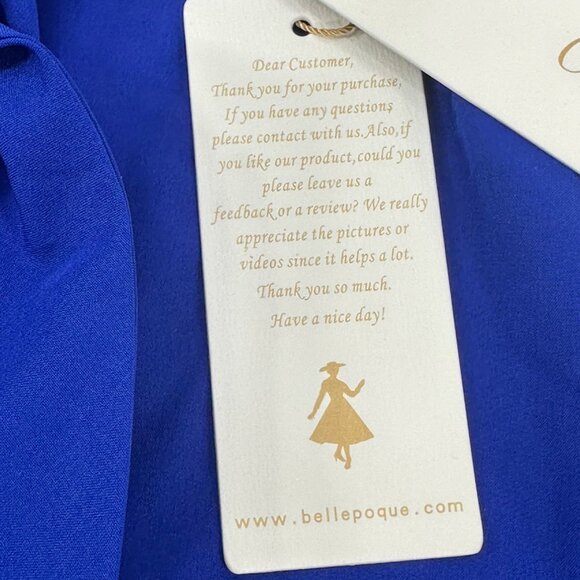 Dear Customer,
Thank you for your purchase,
If you have any questions
please contact with us.Also,if
you like our product,could you
please leave us a
feedback or a review? We really
appreciate the pictures or
videos since it helps a lot.
Thank you so much.
Have a nice day!
www.bellepoque.com